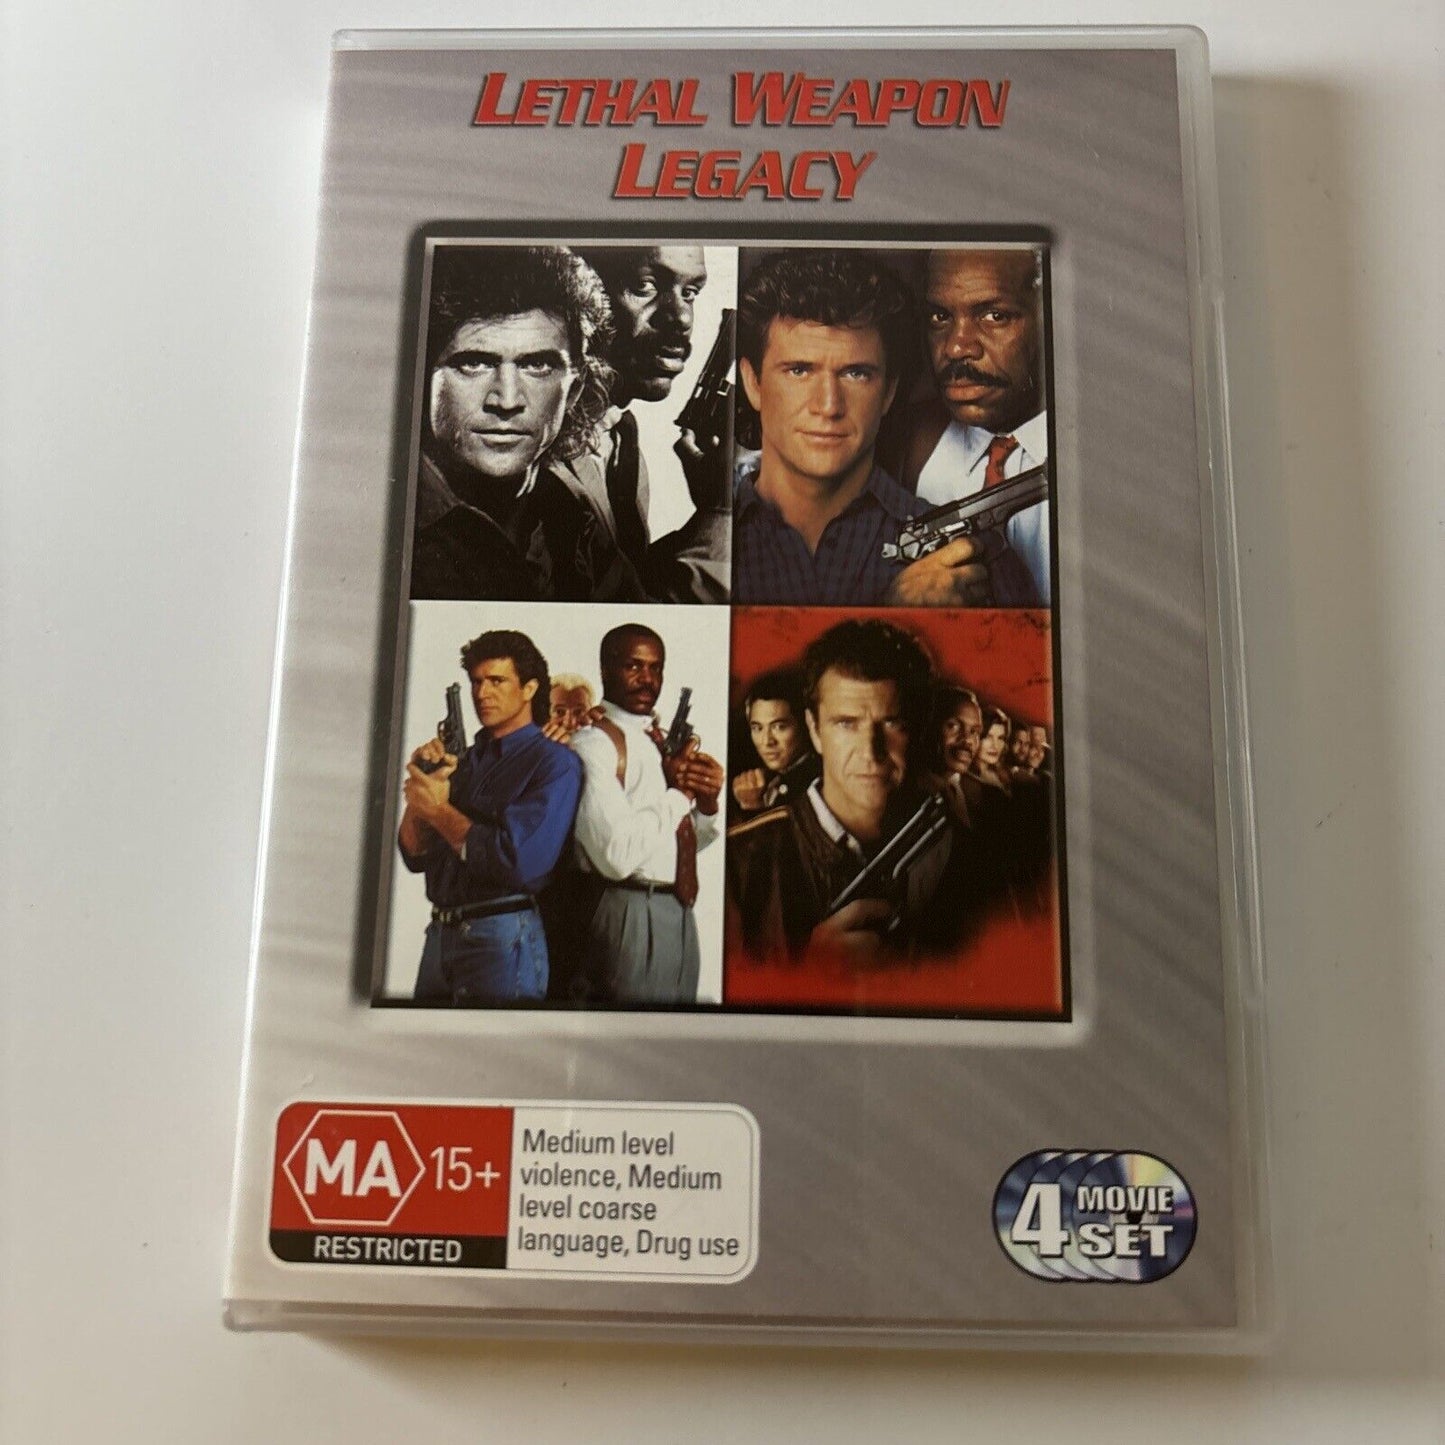 LETHAL WEAPON
LEGACY
MA 15+
RESTRICTED
Medium level
violence, Medium
level coarse
language, Drug use
4 MOVIE
SET